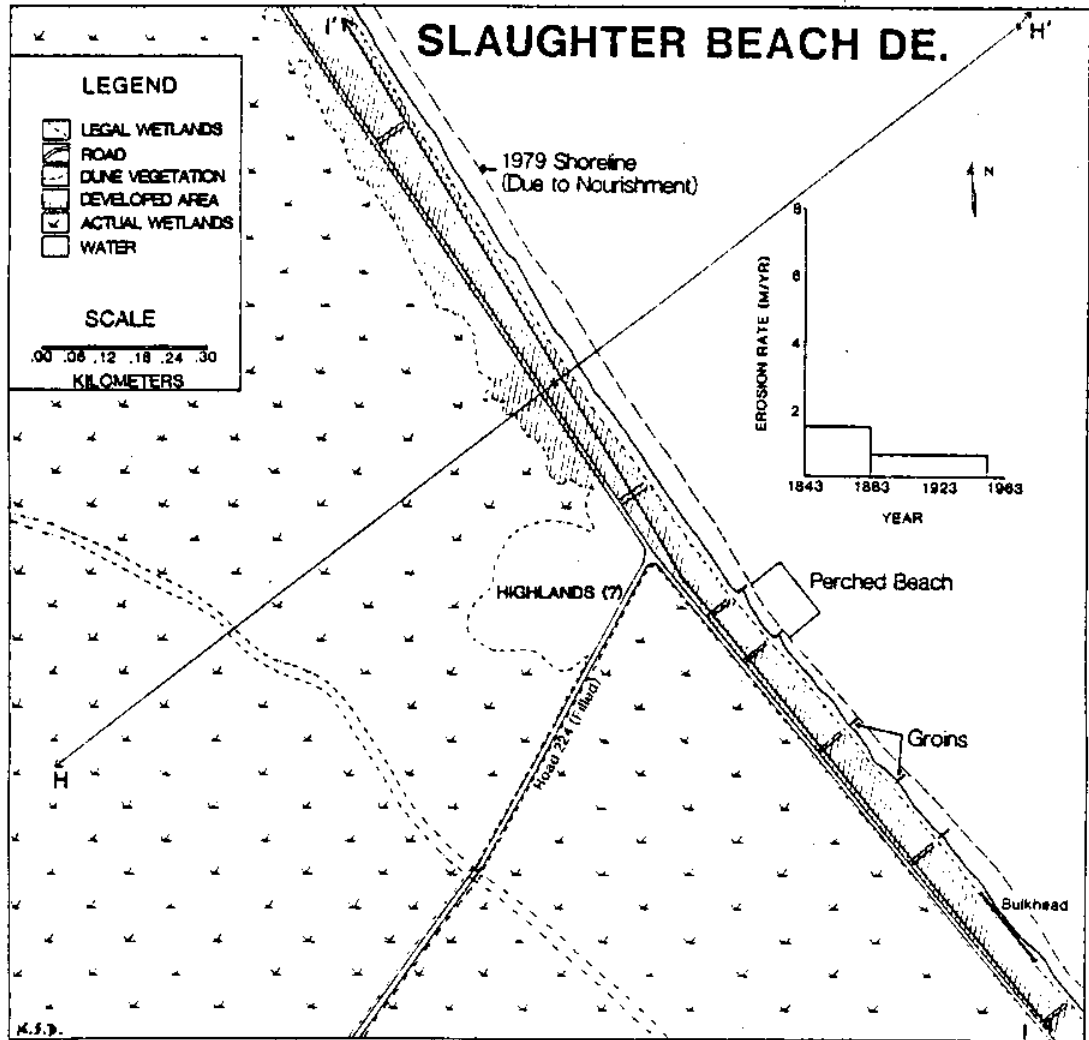 SLAUGHTER BEACH DE.
I'
H'
LEGEND
LEGAL WETLANDS
ROAD
DUNE VEGETATION
DEVELOPED AREA
ACTUAL WETLANDS
WATER
SCALE
.00 .06 .12 .18 .24 .30
KILOMETERS
1979 Shoreline
(Due to Nourishment)
N
EROSION RATE (M/YR)
8
6
4
2
1843 1883 1923 1963
YEAR
HIGHLANDS (?)
Perched Beach
Road 224 (Filled)
Groins
H
Bulkhead
I
K.S.D.